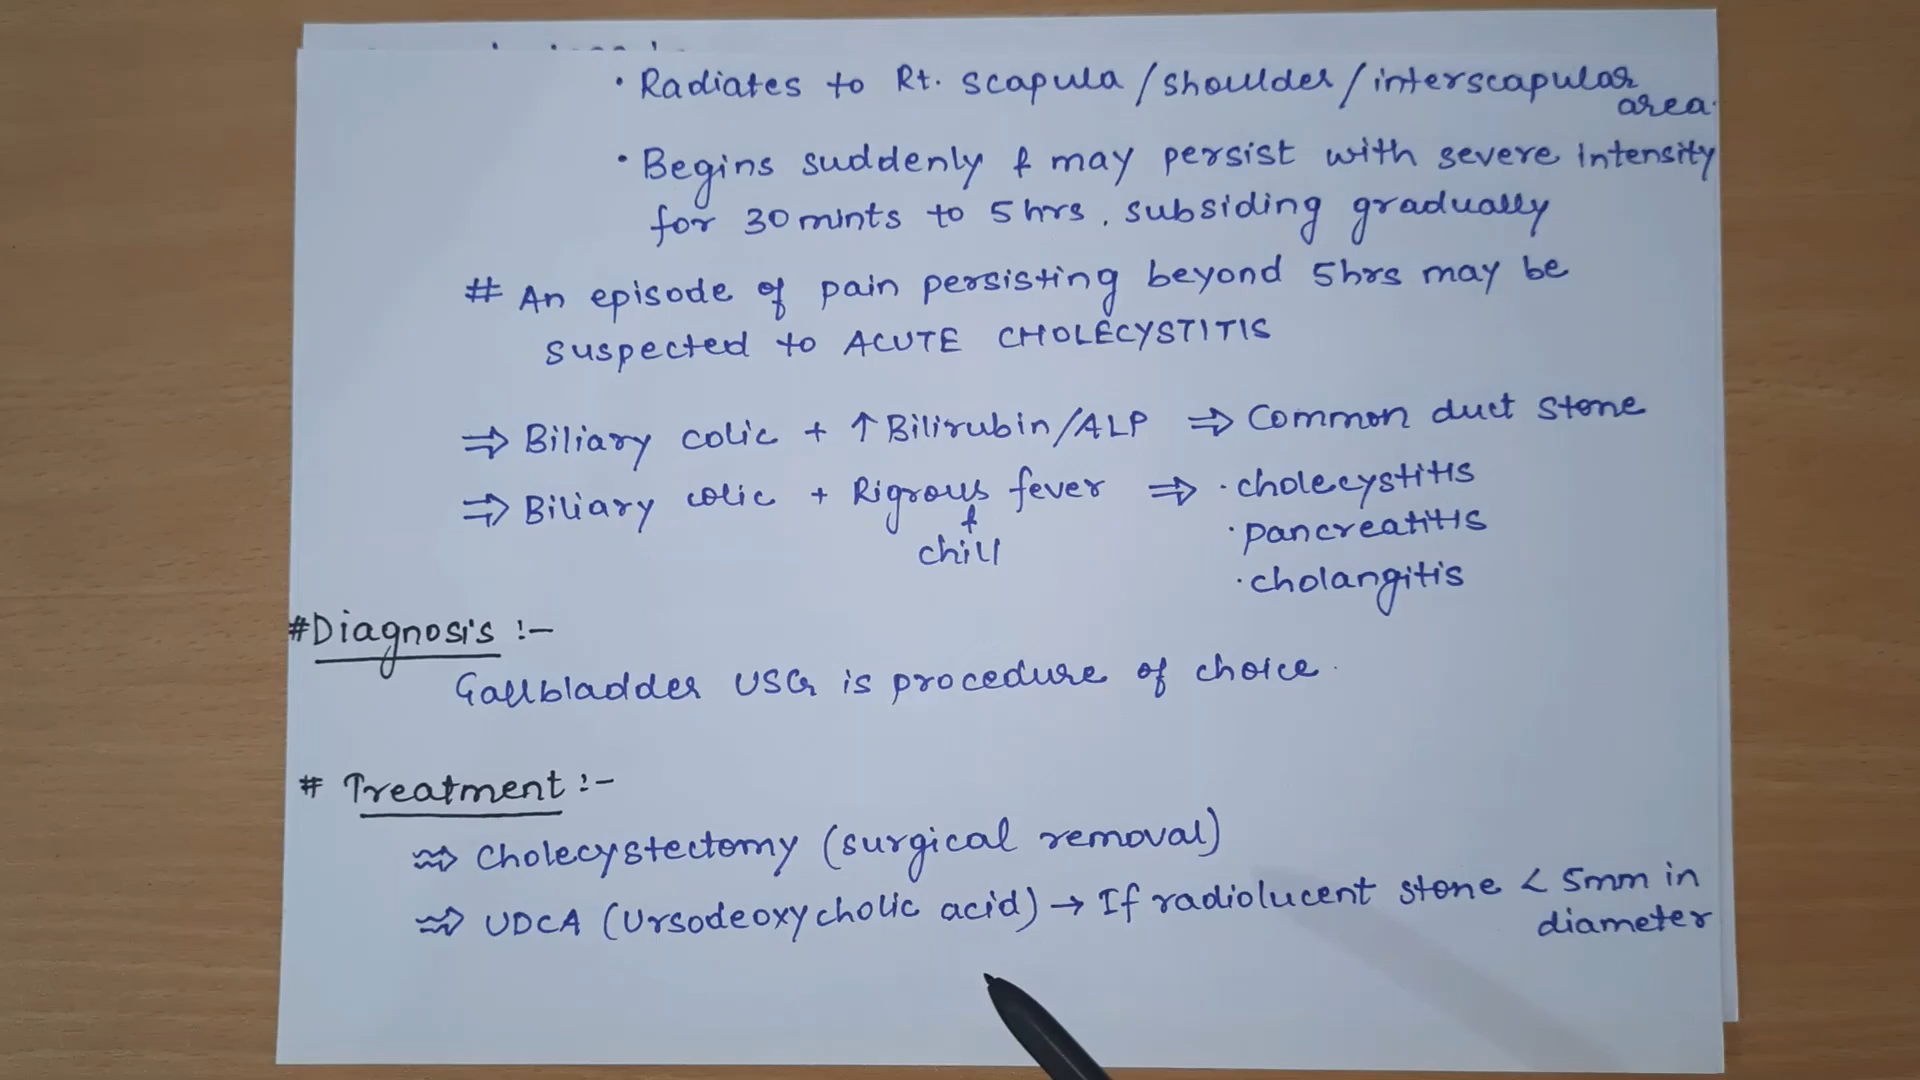 • Radiates to Rt. scapula/shoulder/interscapular
area.
• Begins suddenly & may persist with severe intensity
for 30 mints to 5 hrs, subsiding gradually
# An episode of pain persisting beyond 5hrs may be
suspected to ACUTE CHOLECYSTITIS
⇒ Biliary colic + ↑ Bilirubin/ALP ⇒ Common duct stone
⇒ Biliary colic + Rigrous fever ⇒ • cholecystitis
&
chill
• pancreatitis
• cholangitis
# Diagnosis :-
Gallbladder USG is procedure of choice.
# Treatment :-
⇒ Cholecystectomy (surgical removal)
⇒ UDCA (Ursodeoxycholic acid) → If radiolucent stone < 5mm in
diameter